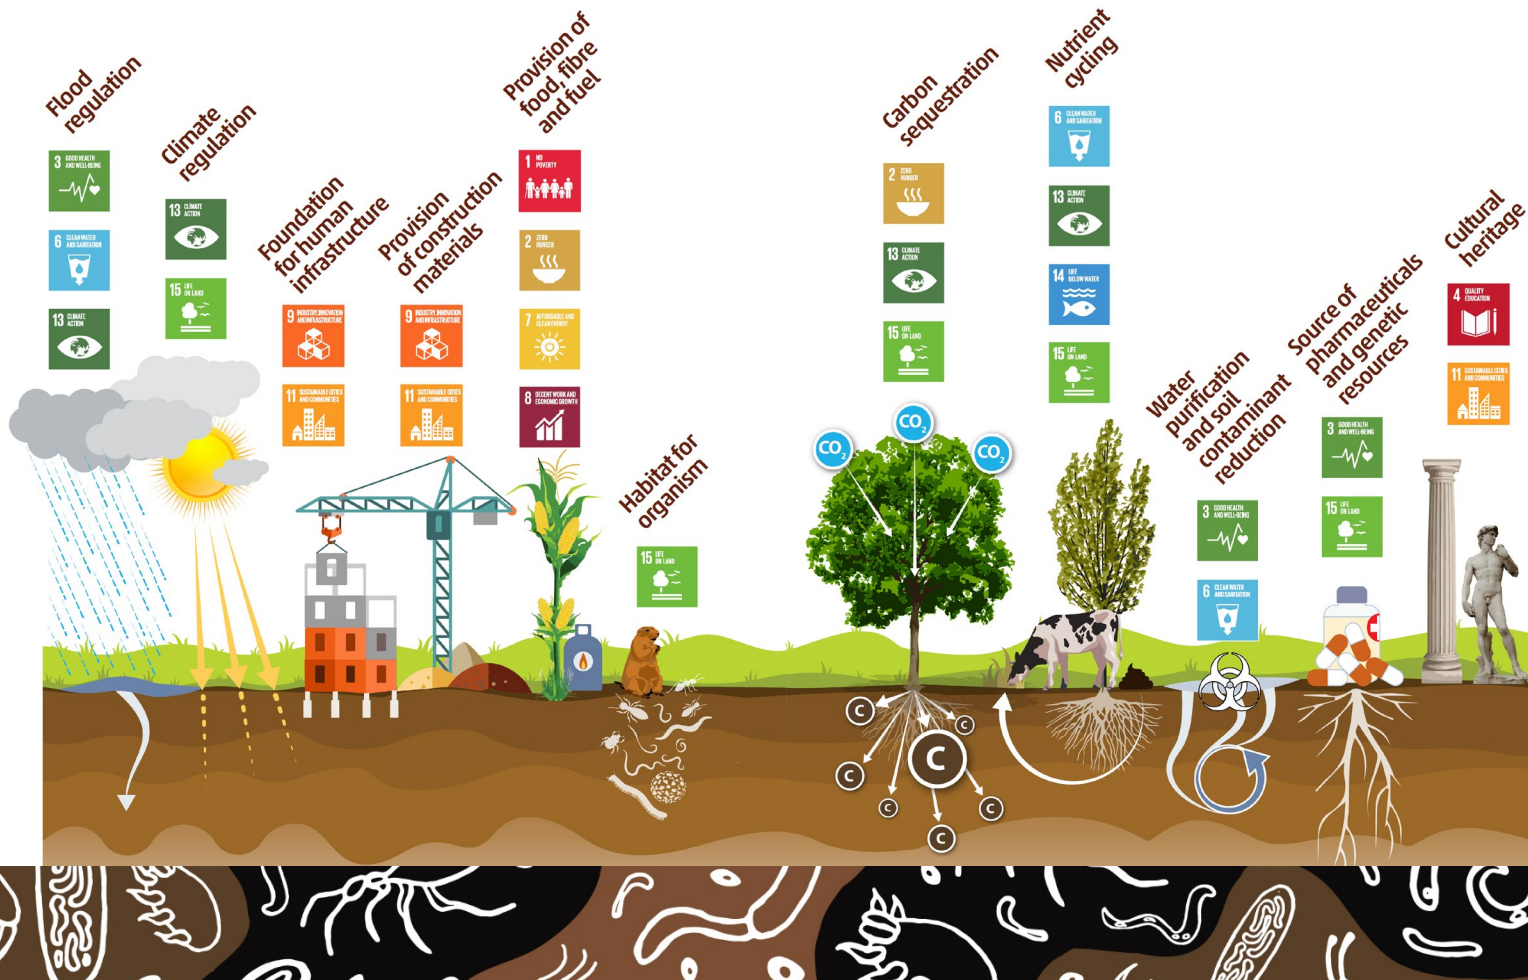 Flood
regulation
3 GOOD HEALTH
AND WELL-BEING
6 CLEAN WATER
AND SANITATION
13 CLIMATE
ACTION
Climate
regulation
13 CLIMATE
ACTION
15 LIFE
ON LAND
Foundation
for human
infrastructure
9 INDUSTRY, INNOVATION
AND INFRASTRUCTURE
11 SUSTAINABLE CITIES
AND COMMUNITIES
Provision
of construction
materials
9 INDUSTRY, INNOVATION
AND INFRASTRUCTURE
11 SUSTAINABLE CITIES
AND COMMUNITIES
Provision of
food, fibre
and fuel
1 NO
POVERTY
2 ZERO
HUNGER
7 AFFORDABLE AND
CLEAN ENERGY
8 DECENT WORK AND
ECONOMIC GROWTH
Habitat for
organism
15 LIFE
ON LAND
Carbon
sequestration
2 ZERO
HUNGER
13 CLIMATE
ACTION
15 LIFE
ON LAND
CO2
CO2
CO2
C
C
C
C
C
C
C
Nutrient
cycling
6 CLEAN WATER
AND SANITATION
13 CLIMATE
ACTION
14 LIFE
BELOW WATER
15 LIFE
ON LAND
Water
purification
and soil
contaminant
reduction
3 GOOD HEALTH
AND WELL-BEING
6 CLEAN WATER
AND SANITATION
Source of
pharmaceuticals
and genetic
resources
3 GOOD HEALTH
AND WELL-BEING
15 LIFE
ON LAND
Cultural
heritage
4 QUALITY
EDUCATION
11 SUSTAINABLE CITIES
AND COMMUNITIES